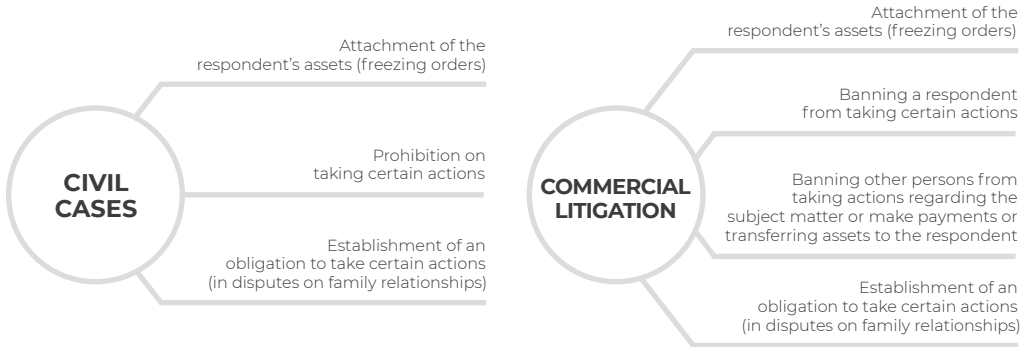 CIVIL
CASES
Attachment of the
respondent’s assets (freezing orders)
Prohibition on
taking certain actions
Establishment of an
obligation to take certain actions
(in disputes on family relationships)
COMMERCIAL
LITIGATION
Attachment of the
respondent’s assets (freezing orders)
Banning a respondent
from taking certain actions
Banning other persons from
taking actions regarding the
subject matter or make payments or
transferring assets to the respondent
Establishment of an
obligation to take certain actions
(in disputes on family relationships)